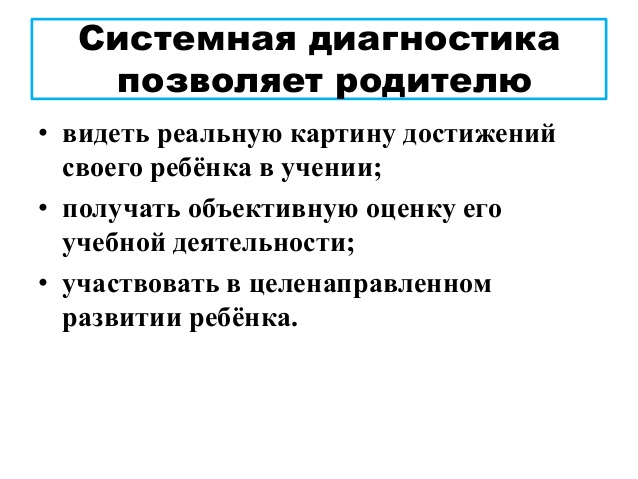 Системная диагностика
позволяет родителю
• видеть реальную картину достижений
своего ребёнка в учении;
• получать объективную оценку его
учебной деятельности;
• участвовать в целенаправленном
развитии ребёнка.